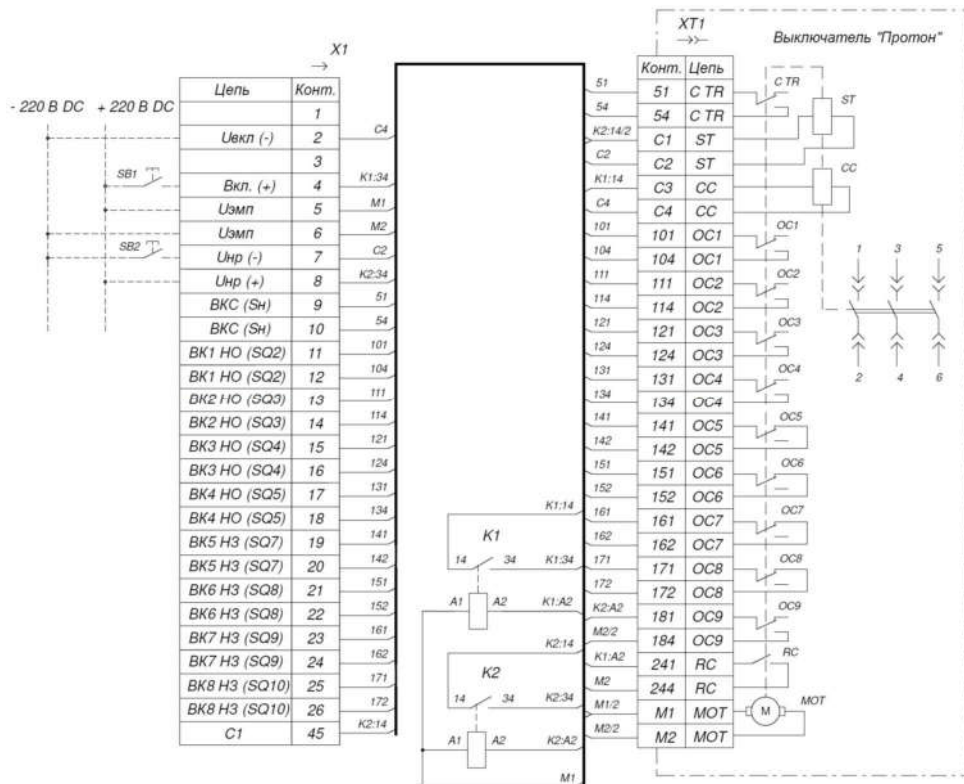 X1
Цепь Конт.
- 220 В DC + 220 В DC
1
Uвкл (-) 2 C4
3
SB1 Вкл. (+) 4 K1:34
Uэмп 5 M1
Uэмп 6 M2
SB2 Uнр (-) 7 C2
Uнр (+) 8 K2:34
ВКС (Sн) 9 51
ВКС (Sн) 10 54
ВК1 НО (SQ2) 11 101
ВК1 НО (SQ2) 12 104
ВК2 НО (SQ3) 13 111
ВК2 НО (SQ3) 14 114
ВК3 НО (SQ4) 15 121
ВК3 НО (SQ4) 16 124
ВК4 НО (SQ5) 17 131
ВК4 НО (SQ5) 18 134
ВК5 НЗ (SQ7) 19 141
ВК5 НЗ (SQ7) 20 142
ВК6 НЗ (SQ8) 21 151
ВК6 НЗ (SQ8) 22 152
ВК7 НЗ (SQ9) 23 161
ВК7 НЗ (SQ9) 24 162
ВК8 НЗ (SQ10) 25 171
ВК8 НЗ (SQ10) 26 172
C1 45 K2:14
K1:14
K1
14 34 K1:34
A1 A2 K1:A2
K2:14
K2
14 34 K2:34
A1 A2 K2:A2
M1
XT1
Выключатель "Протон"
Конт. Цепь
51 51 C TR C TR
54 54 C TR ST
K2:14/2 C1 ST
C2 C2 ST
K1:14 C3 CC CC
C4 C4 CC
101 101 OC1 OC1
104 104 OC1
111 111 OC2 OC2
114 114 OC2
121 121 OC3 OC3
124 124 OC3
131 131 OC4 OC4
134 134 OC4
141 141 OC5 OC5
142 142 OC5
151 151 OC6 OC6
152 152 OC6
161 161 OC7 OC7
162 162 OC7
171 171 OC8 OC8
172 172 OC8
K2:A2 181 OC9 OC9
M2/2 184 OC9
K1:A2 241 RC RC
M2 244 RC
M1/2 M1 MOT M MOT
M2/2 M2 MOT
1 3 5
2 4 6